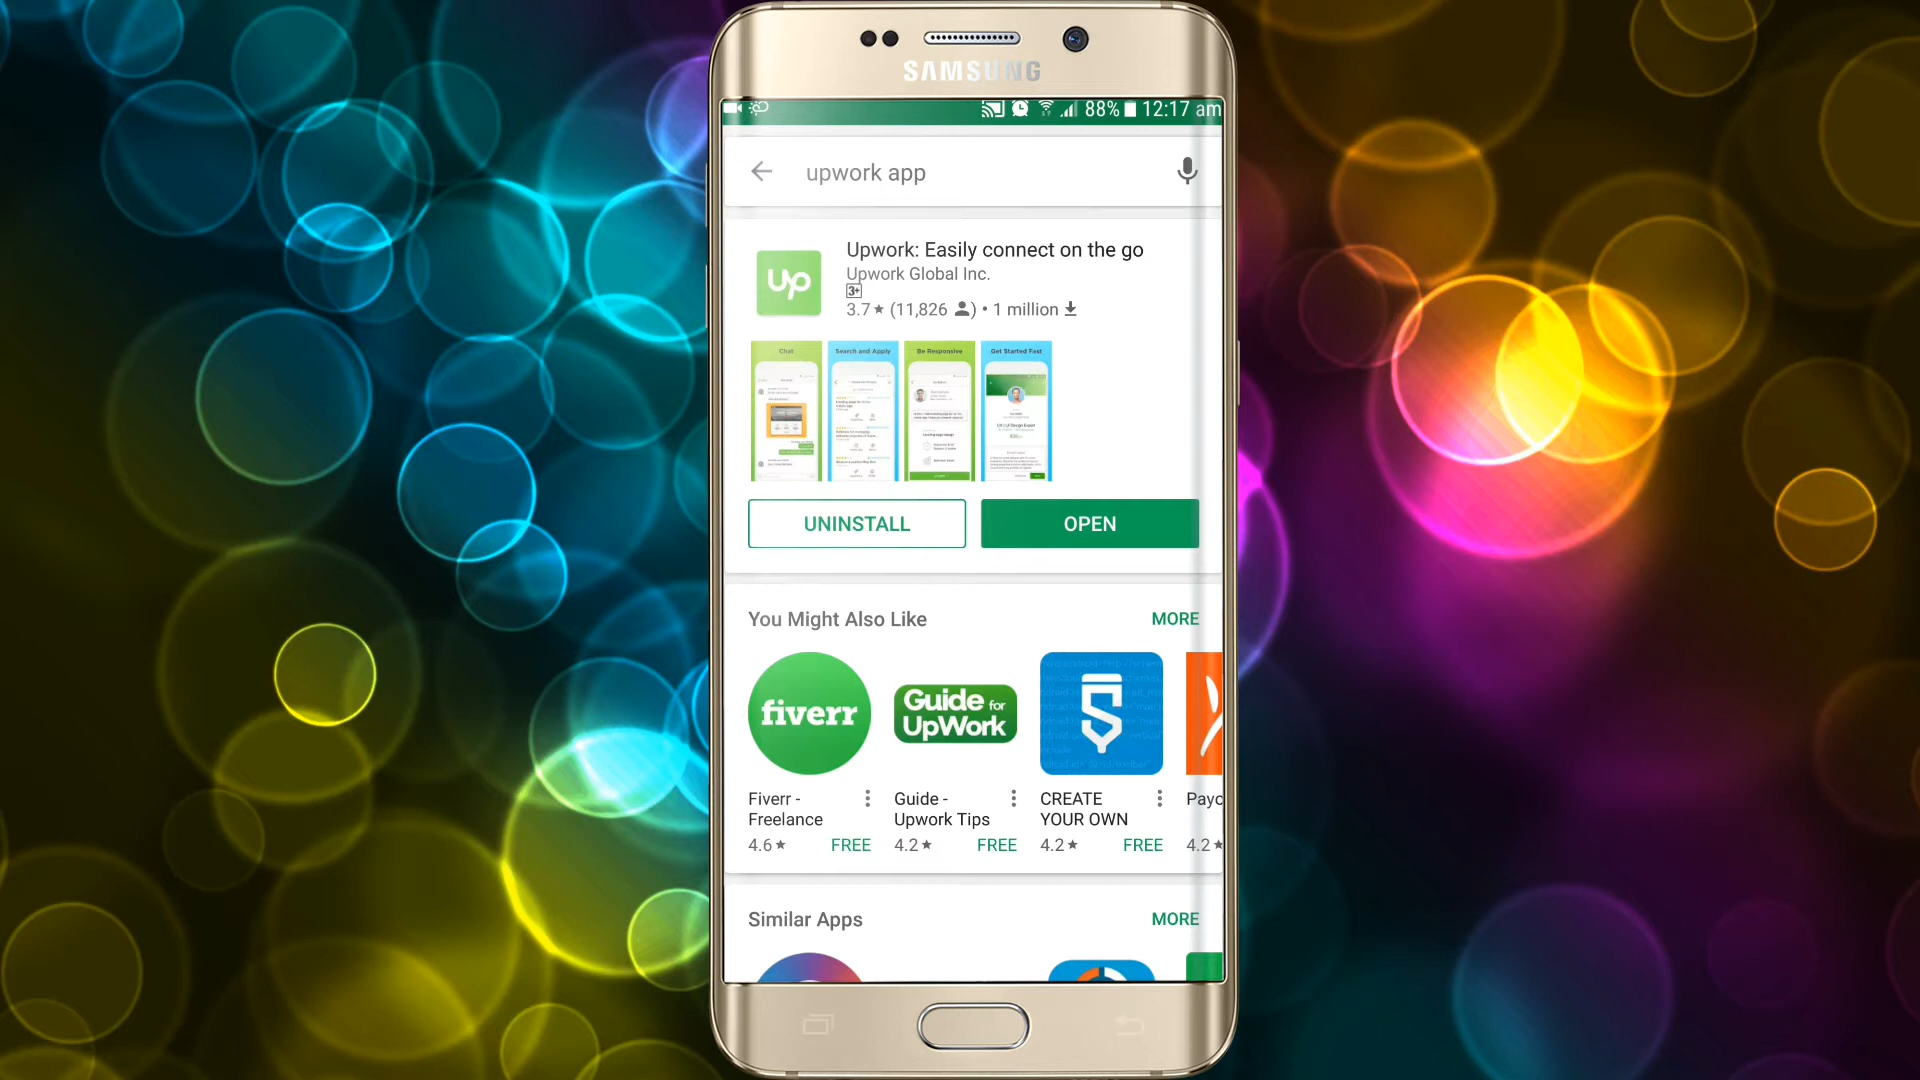 SAMSUNG
88% 12:17 am
upwork app
Up
Upwork: Easily connect on the go
Upwork Global Inc.
3+
3.7 ★ (11,826 ) • 1 million
Chat
Search and Apply
Be Responsive
Get Started Fast
UNINSTALL
OPEN
You Might Also Like
MORE
fiverr
Guide for
UpWork
Fiverr -
Freelance
4.6 ★ FREE
Guide -
Upwork Tips
4.2 ★ FREE
CREATE
YOUR OWN
4.2 ★ FREE
Payo
4.2 ★
Similar Apps
MORE